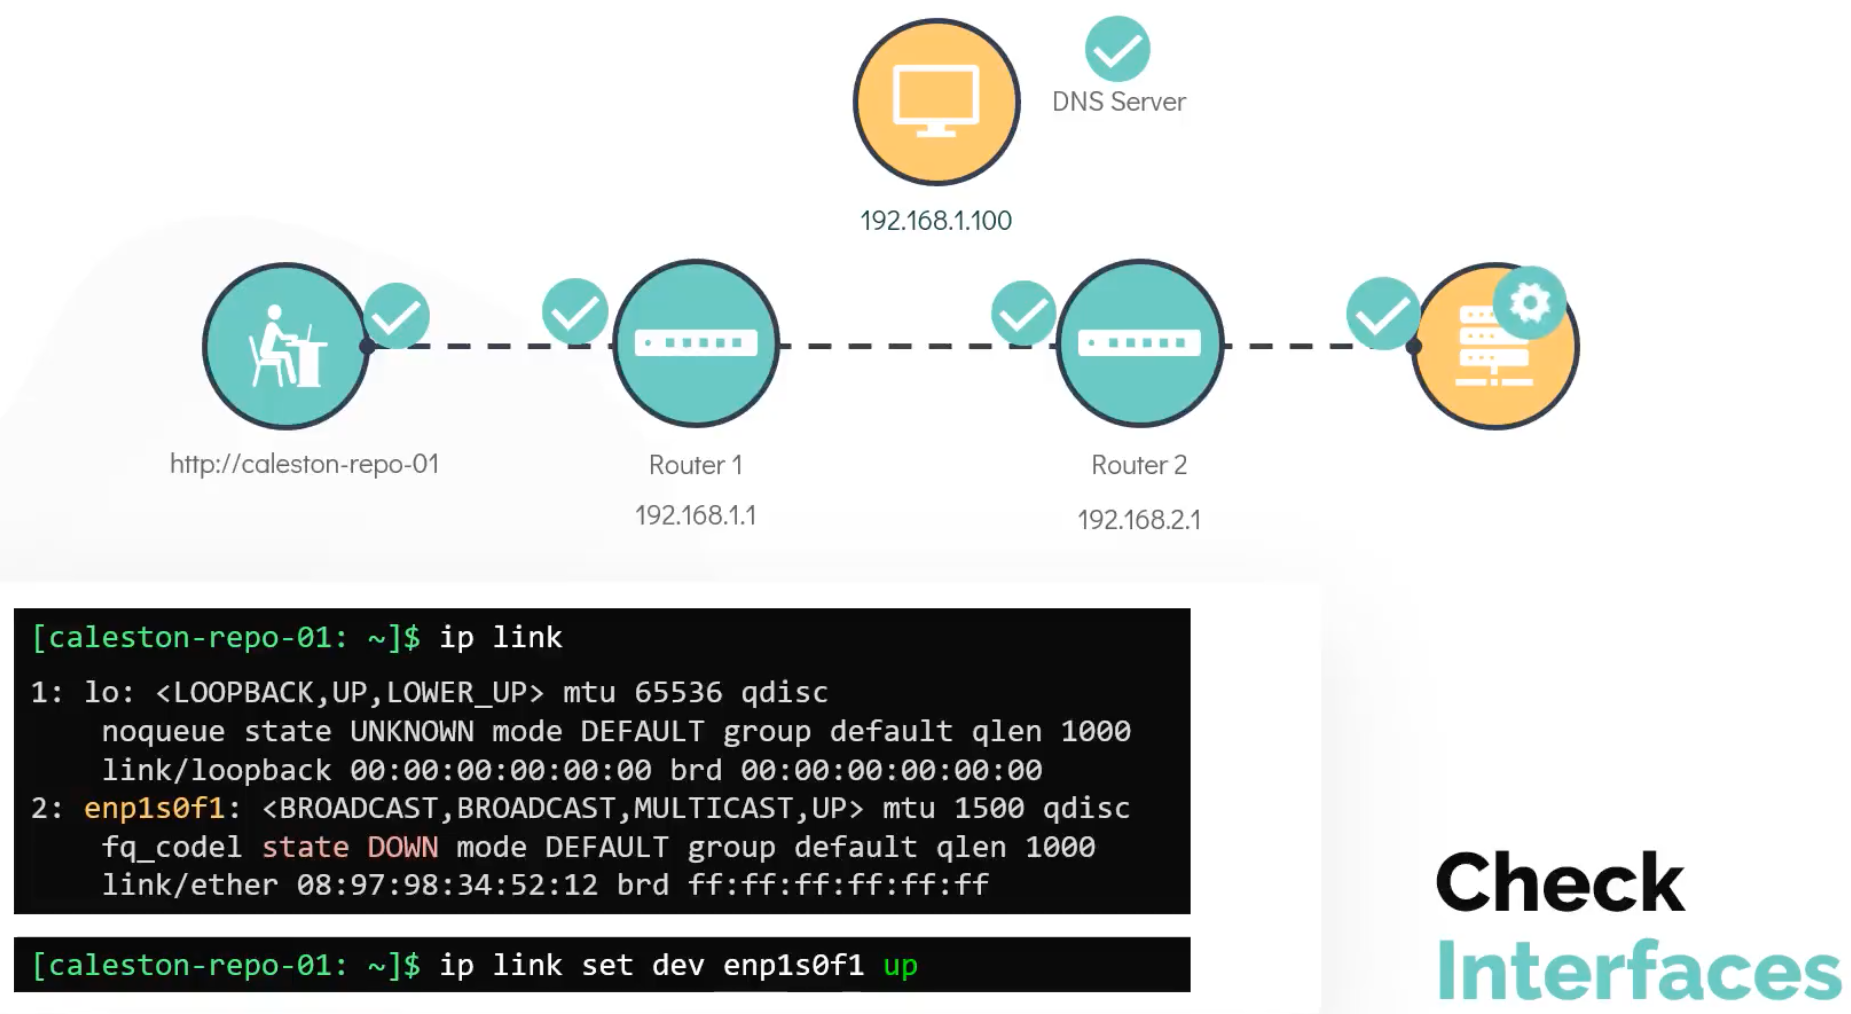 DNS Server
192.168.1.100
http://caleston-repo-01
Router 1
192.168.1.1
Router 2
192.168.2.1
[caleston-repo-01: ~]$ ip link
1: lo: <LOOPBACK,UP,LOWER_UP> mtu 65536 qdisc
noqueue state UNKNOWN mode DEFAULT group default qlen 1000
link/loopback 00:00:00:00:00:00 brd 00:00:00:00:00:00
2: enp1s0f1: <BROADCAST,BROADCAST,MULTICAST,UP> mtu 1500 qdisc
fq_codel state DOWN mode DEFAULT group default qlen 1000
link/ether 08:97:98:34:52:12 brd ff:ff:ff:ff:ff:ff
[caleston-repo-01: ~]$ ip link set dev enp1s0f1 up
Check
Interfaces